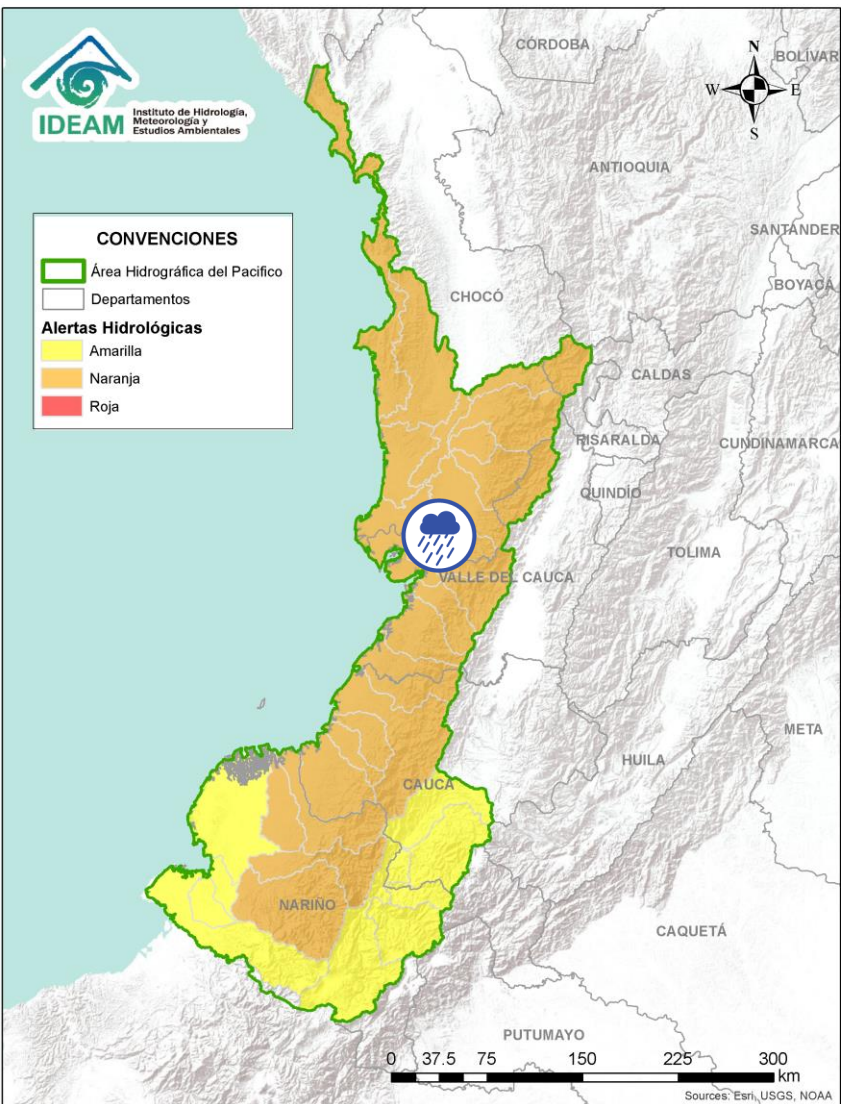 IDEAM
Instituto de Hidrología,
Meteorología y
Estudios Ambientales
CONVENCIONES
Área Hidrográfica del Pacifico
Departamentos
Alertas Hidrológicas
Amarilla
Naranja
Roja
N
W
E
S
CÓRDOBA
BOLÍVAR
ANTIOQUIA
SANTANDER
BOYACÁ
CHOCÓ
CALDAS
RISARALDA
CUNDINAMARCA
QUINDÍO
TOLIMA
VALLE DEL CAUCA
META
HUILA
CAUCA
NARIÑO
CAQUETÁ
PUTUMAYO
0 37.5 75 150 225 300
km
Sources: Esri, USGS, NOAA